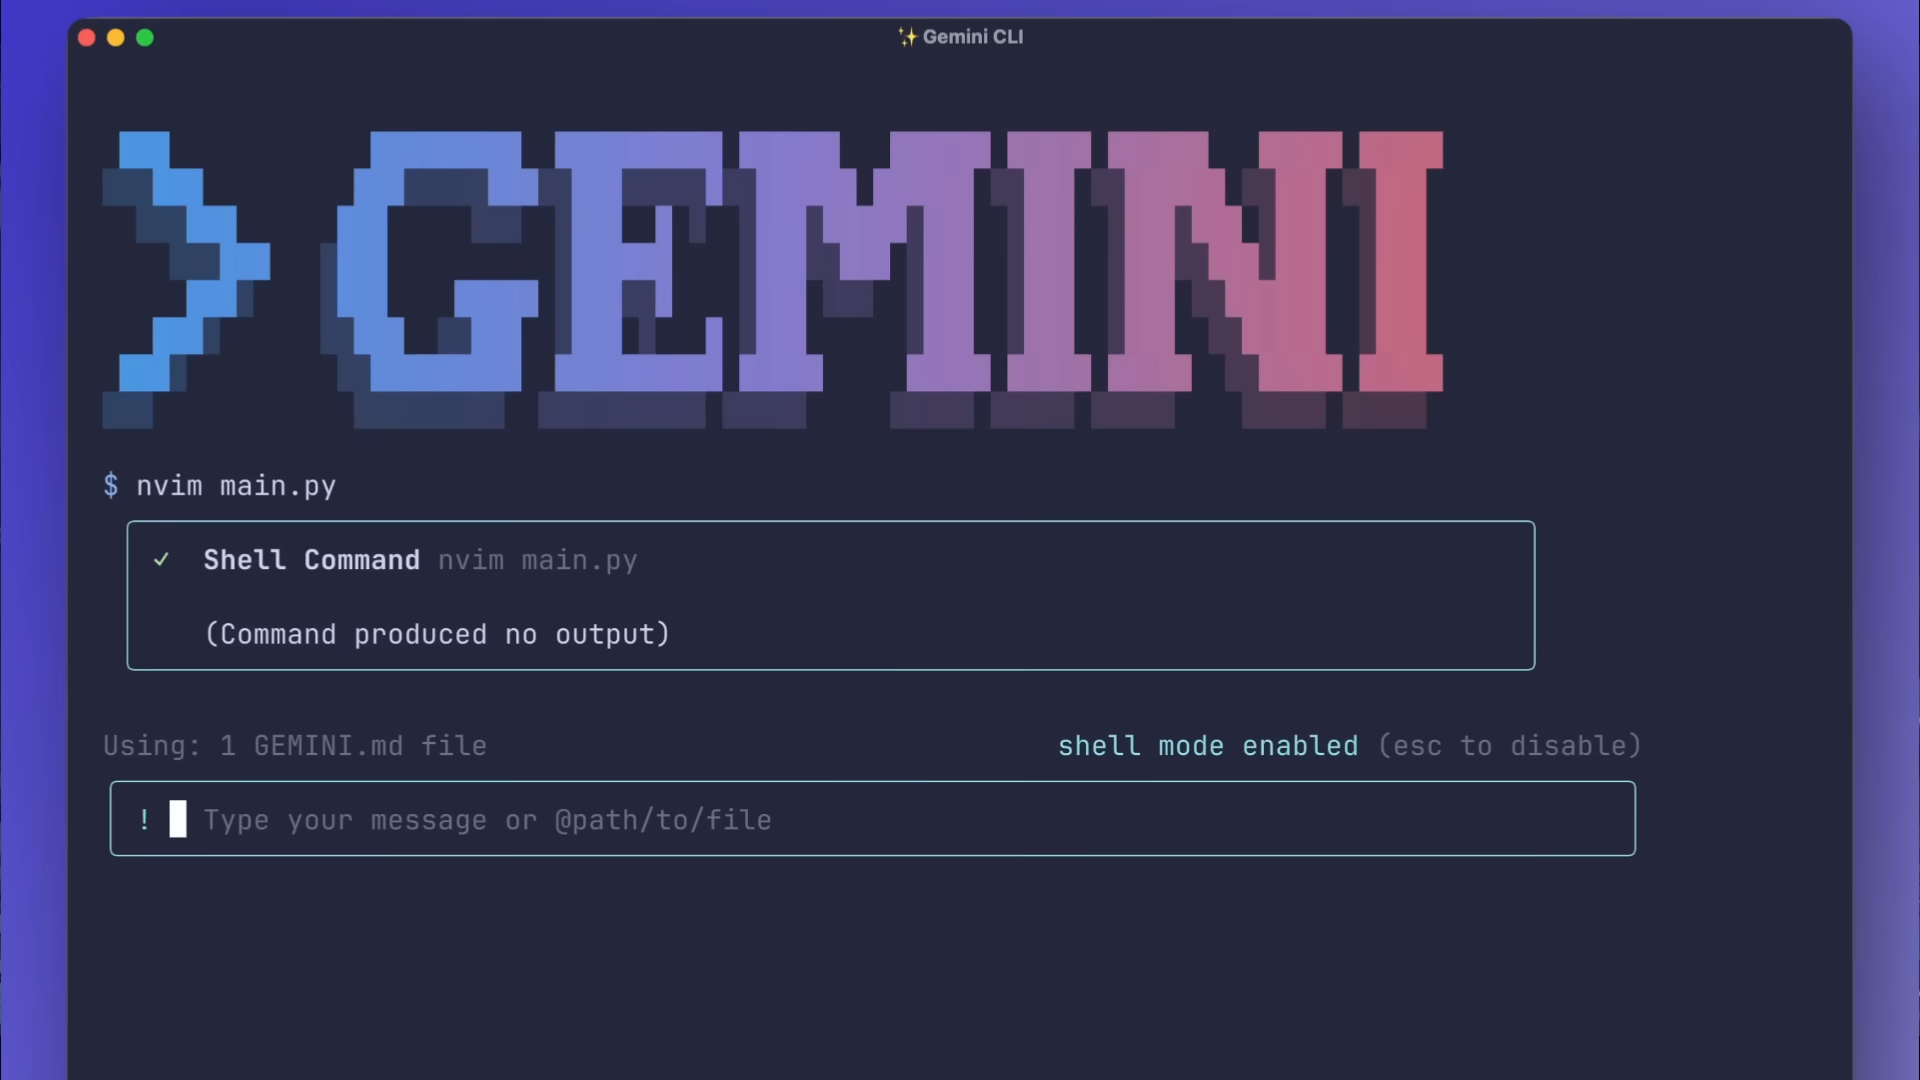 ✨ Gemini CLI
> GEMINI
$ nvim main.py
✓ Shell Command nvim main.py
(Command produced no output)
Using: 1 GEMINI.md file shell mode enabled (esc to disable)
! Type your message or @path/to/file